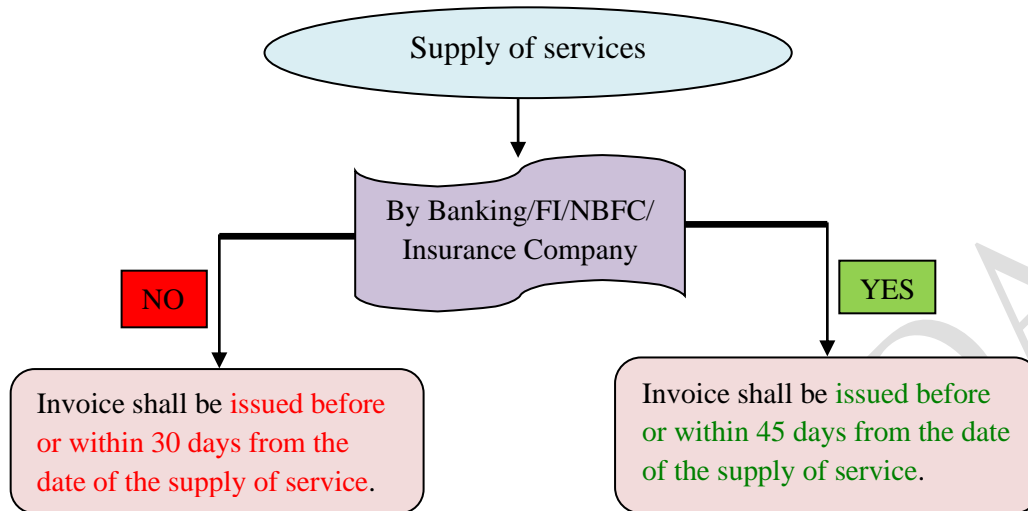 Supply of services
By Banking/FI/NBFC/
Insurance Company
NO
YES
Invoice shall be issued before
or within 30 days from the
date of the supply of service.
Invoice shall be issued before
or within 45 days from the date
of the supply of service.